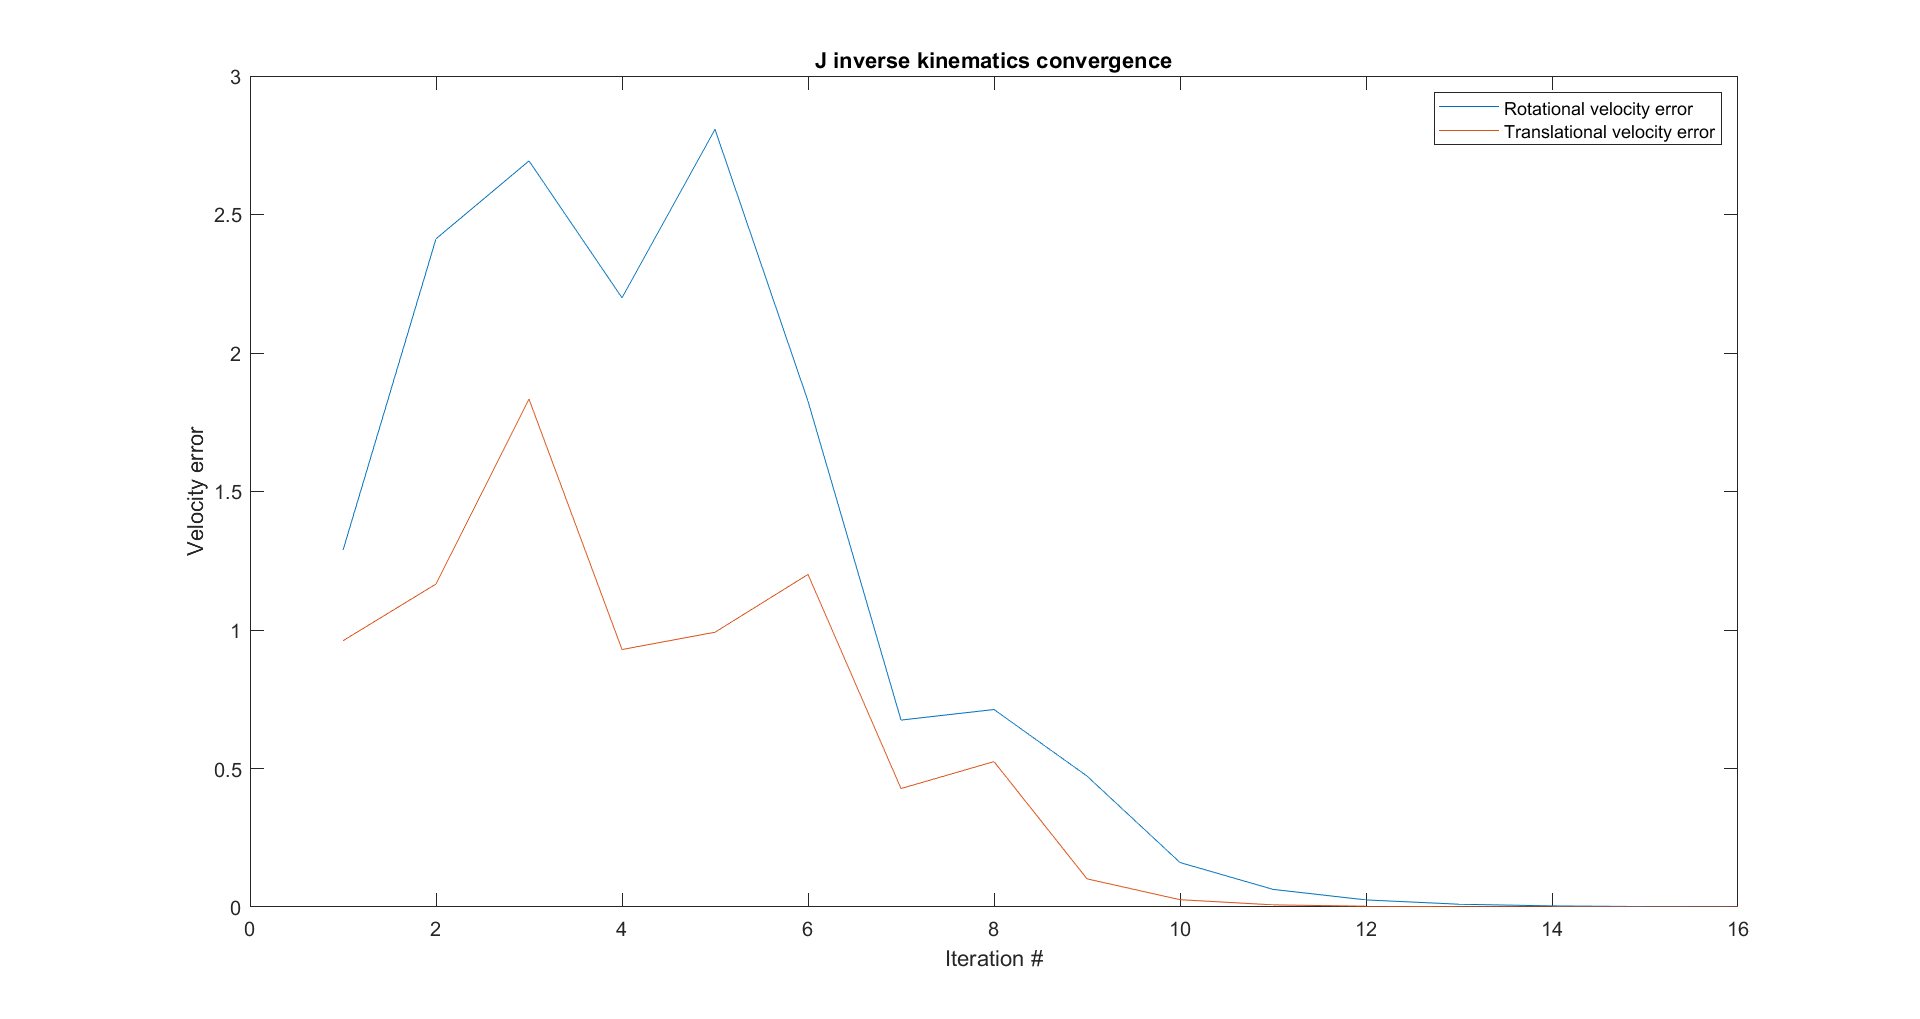 J inverse kinematics convergence
3
2.5
2
1.5
1
0.5
0
Velocity error
Rotational velocity error
Translational velocity error
0 2 4 6 8 10 12 14 16
Iteration #